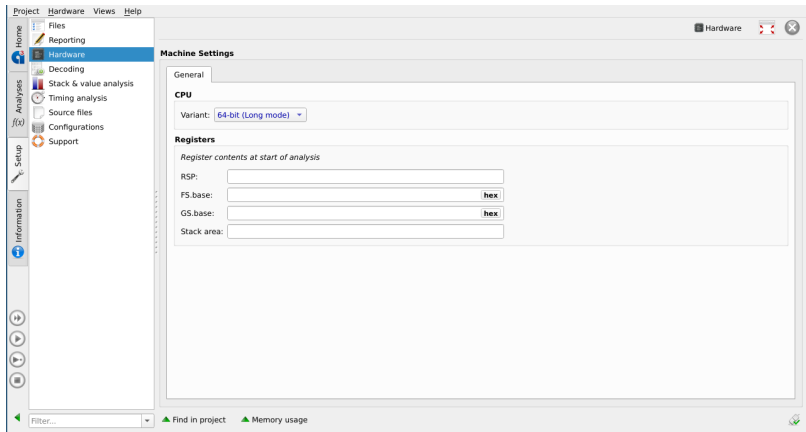 Project Hardware Views Help
Home
Analyses
f(x)
Setup
Information
Files
Reporting
Hardware
Decoding
Stack & value analysis
Timing analysis
Source files
Configurations
Support
Filter...
Hardware
Machine Settings
General
CPU
Variant: 64-bit (Long mode)
Registers
Register contents at start of analysis
RSP:
FS.base: hex
GS.base: hex
Stack area:
Find in project Memory usage